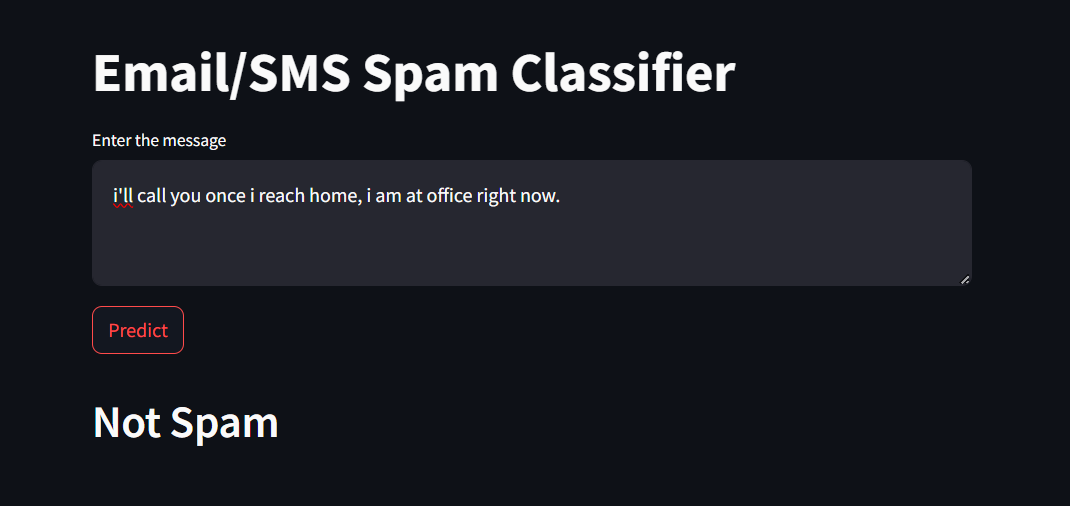 Email/SMS Spam Classifier
Enter the message
i'll call you once i reach home, i am at office right now.
Predict
Not Spam